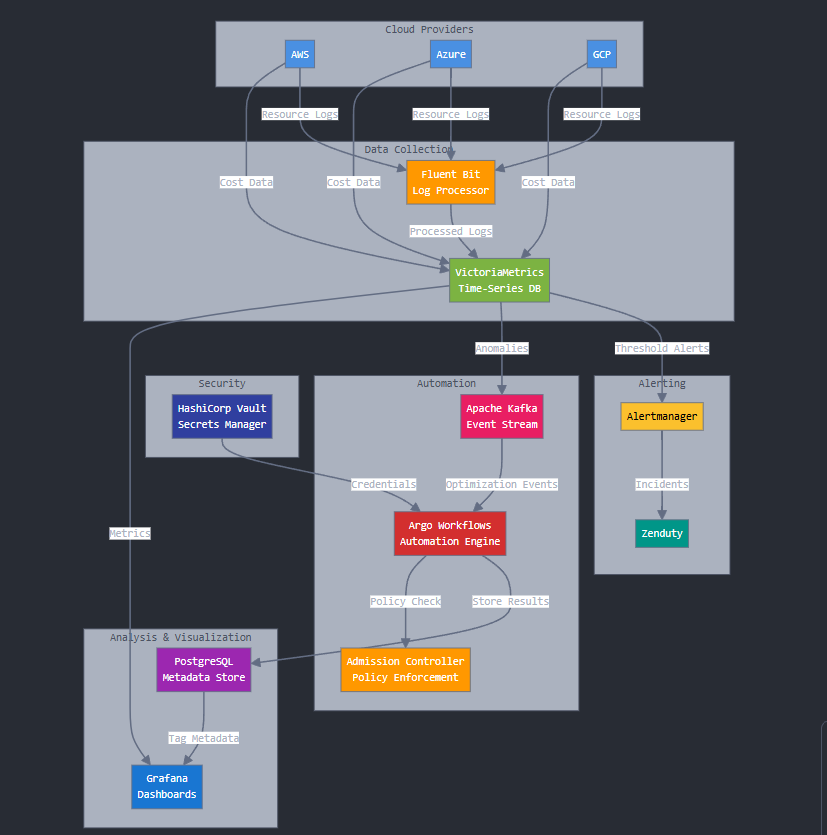 Cloud Providers
AWS
Azure
GCP
Resource Logs
Resource Logs
Resource Logs
Data Collection
Fluent Bit
Log Processor
Cost Data
Cost Data
Cost Data
Processed Logs
VictoriaMetrics
Time-Series DB
Anomalies
Threshold Alerts
Security
HashiCorp Vault
Secrets Manager
Automation
Apache Kafka
Event Stream
Alerting
Alertmanager
Credentials
Optimization Events
Incidents
Argo Workflows
Automation Engine
Zenduty
Metrics
Policy Check
Store Results
Analysis & Visualization
PostgreSQL
Metadata Store
Admission Controller
Policy Enforcement
Tag Metadata
Grafana
Dashboards